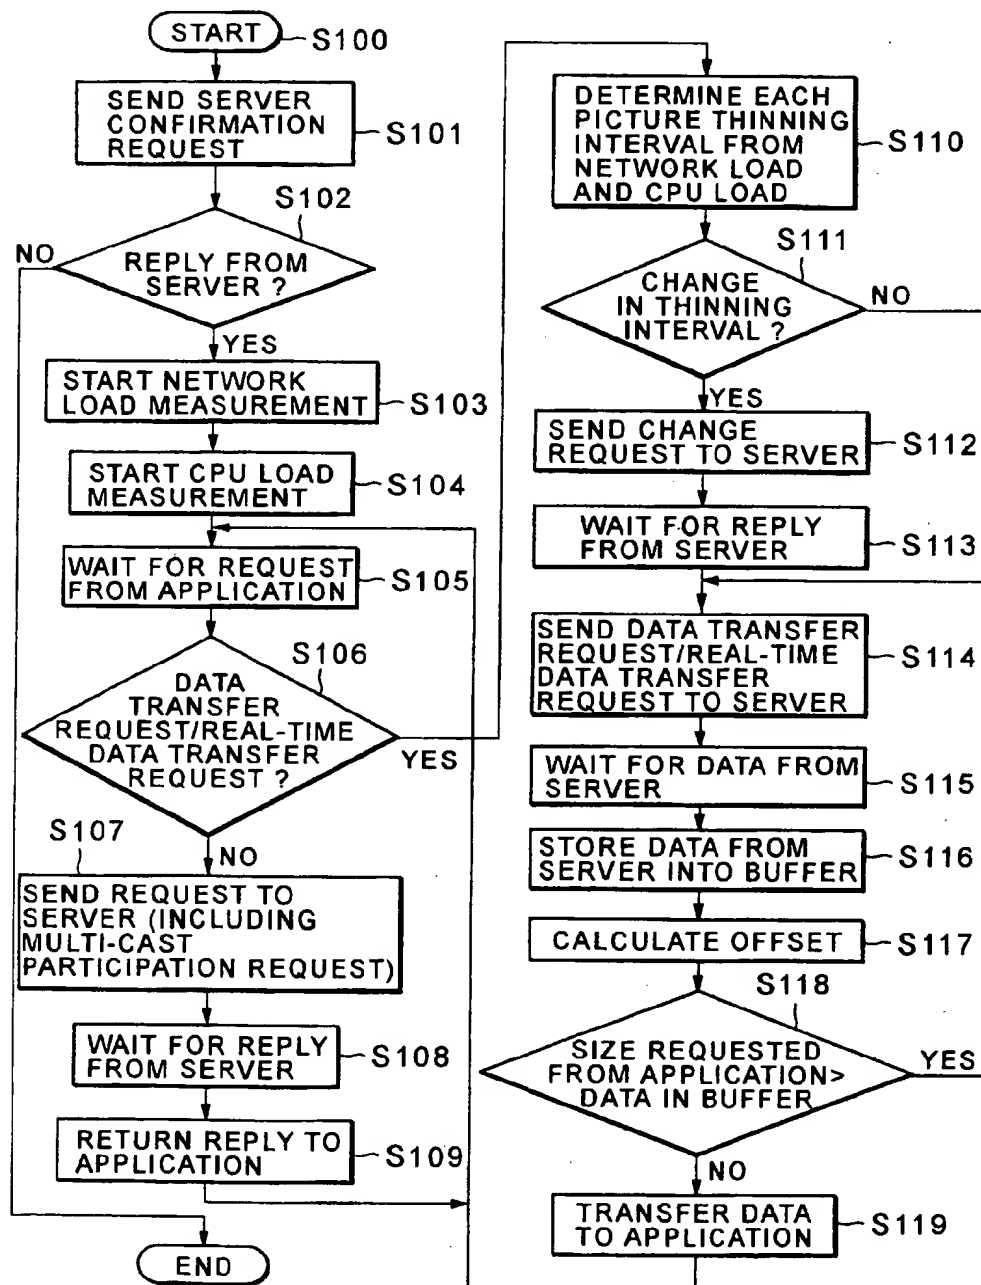 START
S100
SEND SERVER
CONFIRMATION
REQUEST
S101
S102
NO
REPLY FROM
SERVER ?
YES
START NETWORK
LOAD MEASUREMENT
S103
START CPU LOAD
MEASUREMENT
S104
WAIT FOR REQUEST
FROM APPLICATION
S105
S106
DATA
TRANSFER
REQUEST/REAL-TIME
DATA TRANSFER
REQUEST ?
YES
S107
NO
SEND REQUEST TO
SERVER (INCLUDING
MULTI-CAST
PARTICIPATION REQUEST)
WAIT FOR REPLY
FROM SERVER
S108
RETURN REPLY TO
APPLICATION
S109
END
DETERMINE EACH
PICTURE THINNING
INTERVAL FROM
NETWORK LOAD
AND CPU LOAD
S110
S111
CHANGE
IN THINNING
INTERVAL ?
NO
YES
SEND CHANGE
REQUEST TO SERVER
S112
WAIT FOR REPLY
FROM SERVER
S113
SEND DATA TRANSFER
REQUEST/REAL-TIME
DATA TRANSFER
REQUEST TO SERVER
S114
WAIT FOR DATA FROM
SERVER
S115
STORE DATA FROM
SERVER INTO BUFFER
S116
CALCULATE OFFSET
S117
S118
SIZE REQUESTED
FROM APPLICATION>
DATA IN BUFFER
YES
NO
TRANSFER DATA
TO APPLICATION
S119